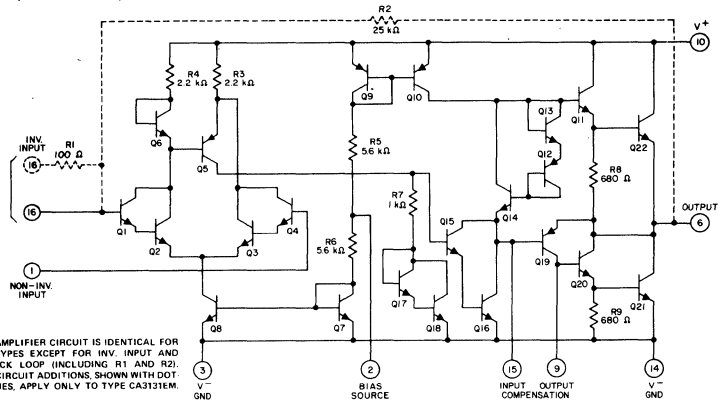 R2
25 kΩ
V+
10
R4
2.2 kΩ
R3
2.2 kΩ
Q9
Q10
Q13
Q11
Q6
Q12
Q22
INV.
INPUT
R1
100 Ω
16
Q5
R5
5.6 kΩ
R8
680 Ω
16
R7
1 kΩ
OUTPUT
6
Q1
Q2
Q3
Q4
R6
5.6 kΩ
Q15
Q14
Q19
Q20
1
NON-INV.
INPUT
Q17
Q18
Q16
R9
680 Ω
Q21
Q8
Q7
AMPLIFIER CIRCUIT IS IDENTICAL FOR
TYPES EXCEPT FOR INV. INPUT AND
CK LOOP (INCLUDING R1 AND R2).
CIRCUIT ADDITIONS, SHOWN WITH DOT-
IES, APPLY ONLY TO TYPE CA3131EM.
3
V−
GND
2
BIAS
SOURCE
15
9
INPUT OUTPUT
COMPENSATION
14
V−
GND